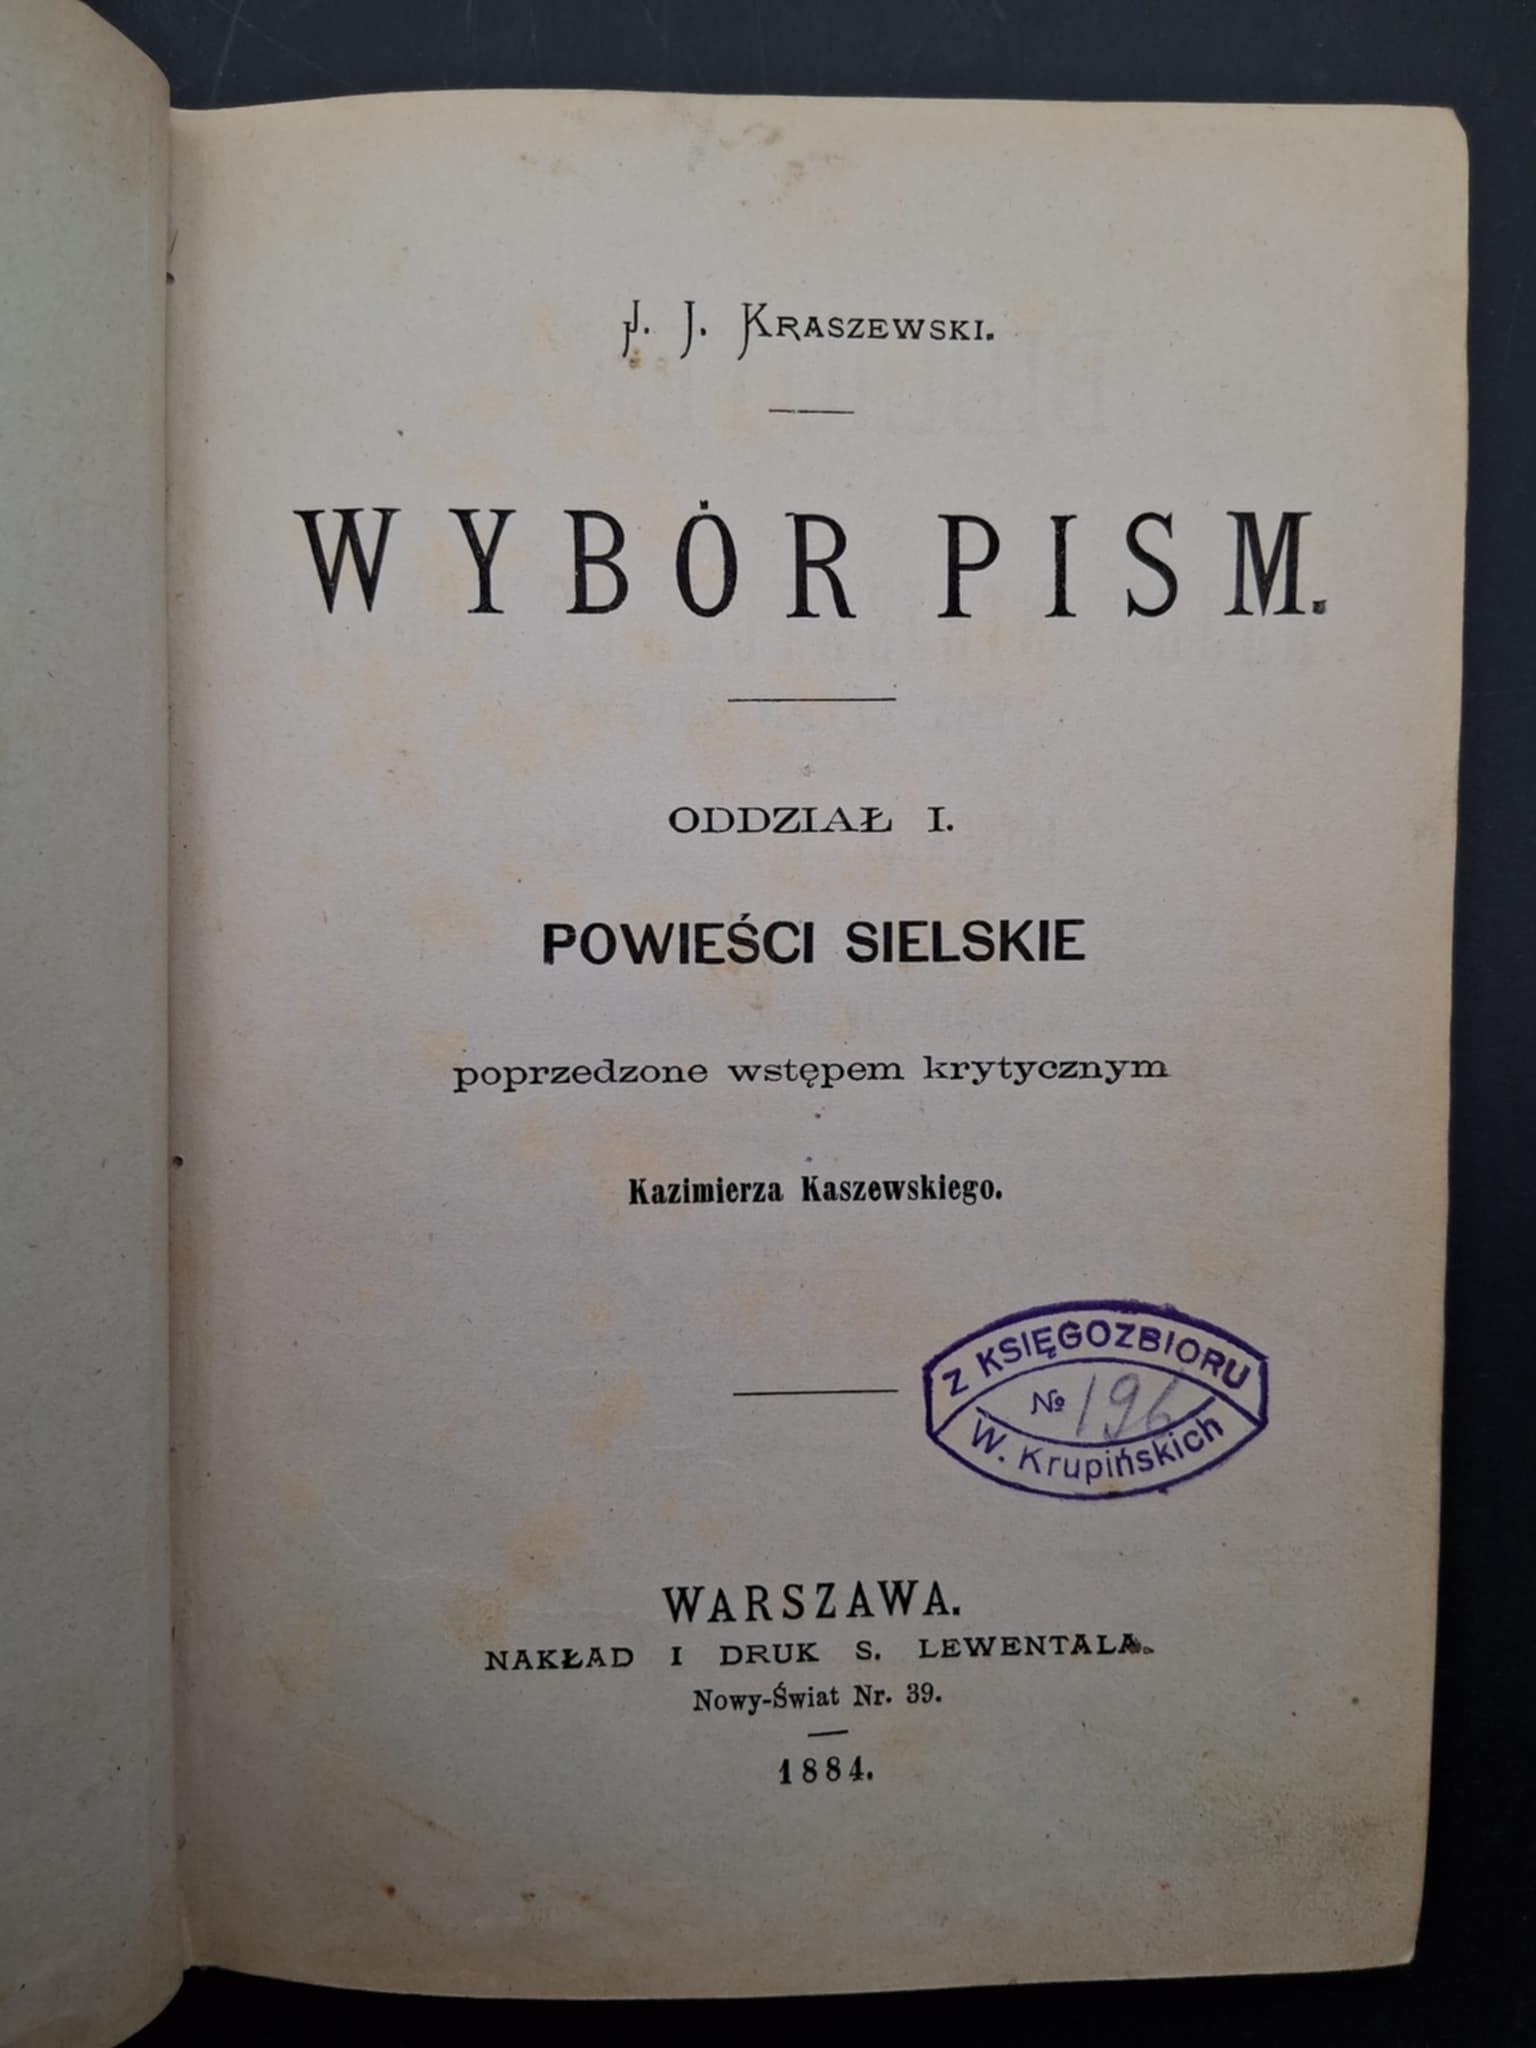 J. J. KRASZEWSKI.
WYBÓR PISM.
ODDZIAŁ I.
POWIEŚCI SIELSKIE
poprzedzone wstępem krytycznym
Kazimierza Kaszewskiego.
Z KSIĘGOZBIORU
№ 196
W. Krupińskich
WARSZAWA.
NAKŁAD I DRUK S. LEWENTALA.
Nowy-Świat Nr. 39.
1884.